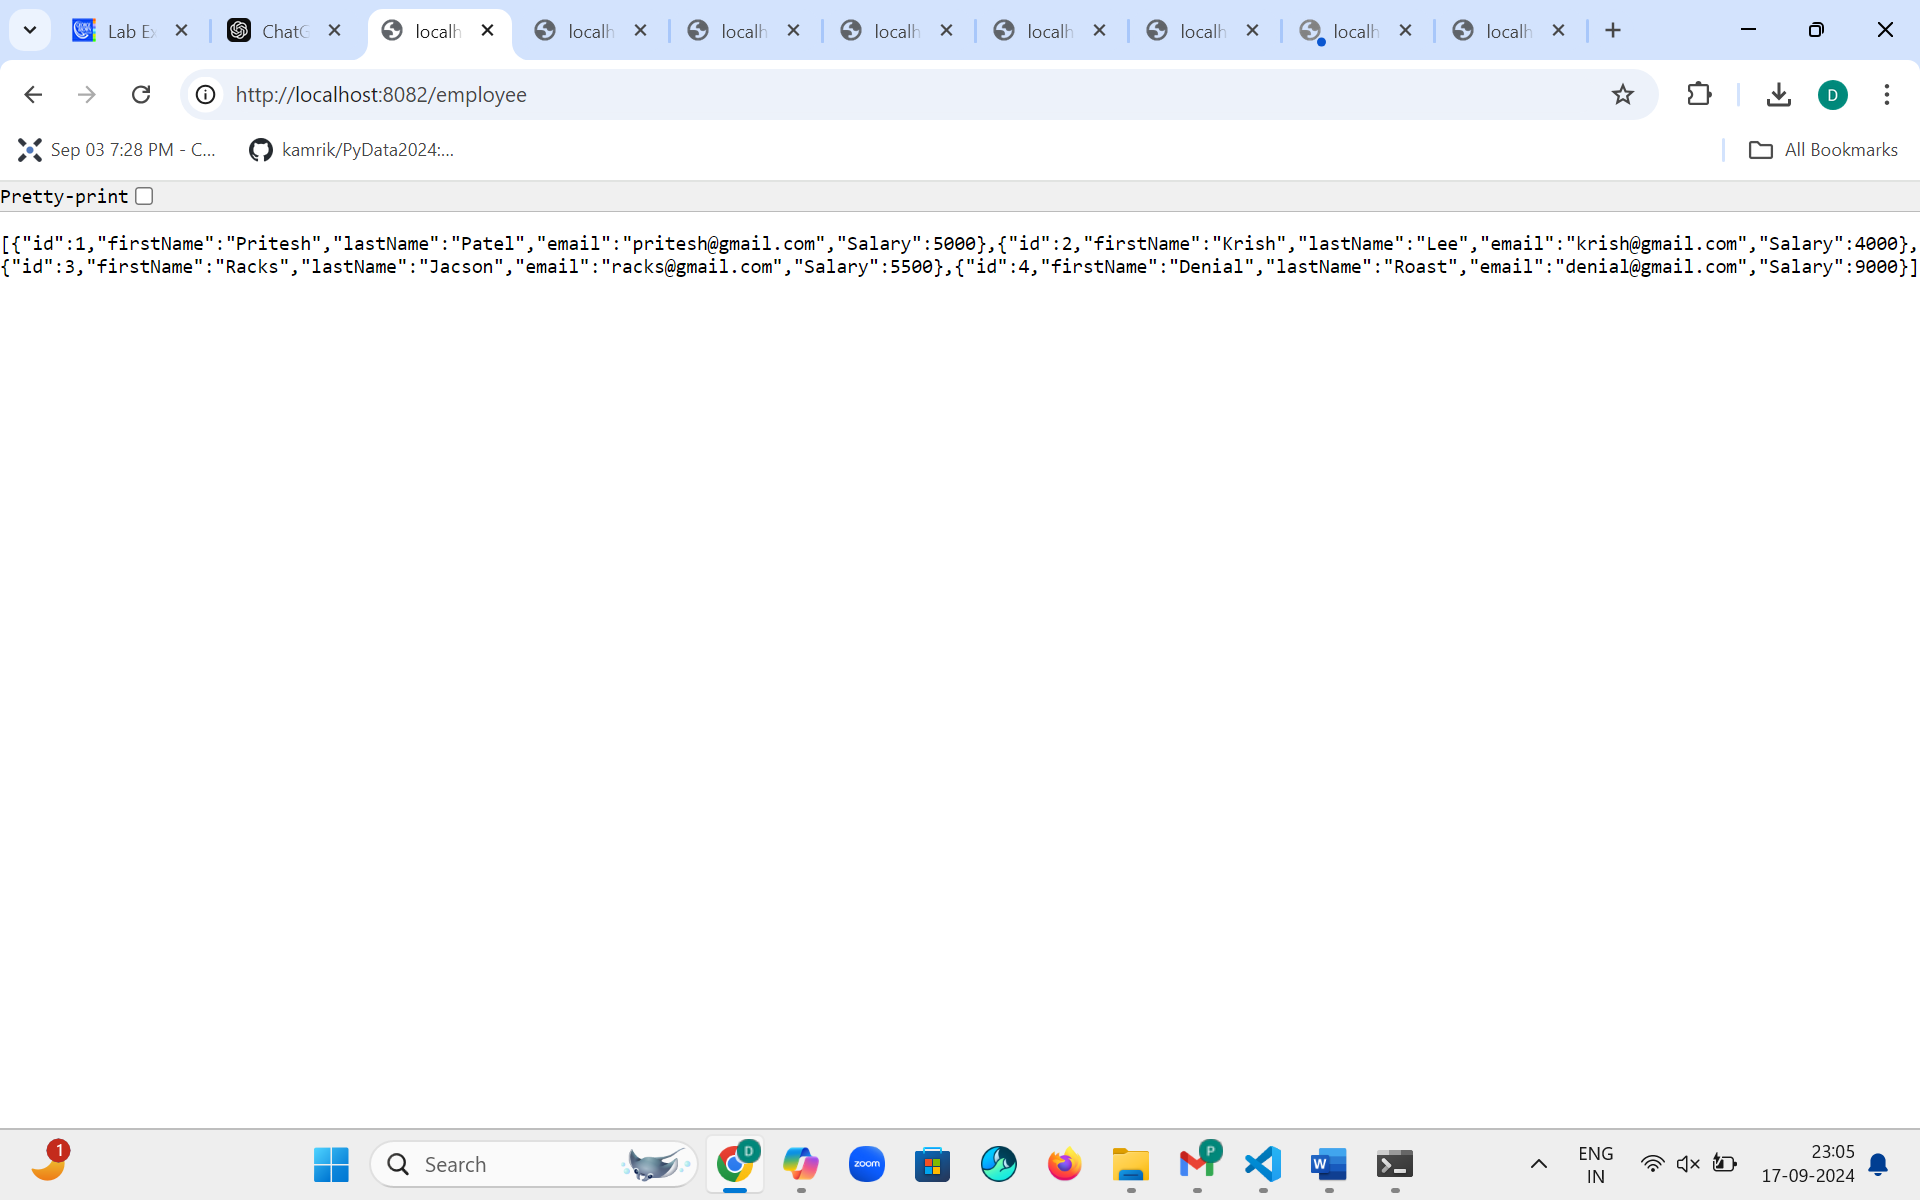 Lab Ex
ChatG
localh
localh
localh
localh
localh
localh
localh
localh
http://localhost:8082/employee
D
Sep 03 7:28 PM - C...
kamrik/PyData2024:...
All Bookmarks
Pretty-print
[{"id":1,"firstName":"Pritesh","lastName":"Patel","email":"pritesh@gmail.com","Salary":5000},{"id":2,"firstName":"Krish","lastName":"Lee","email":"krish@gmail.com","Salary":4000},
{"id":3,"firstName":"Racks","lastName":"Jacson","email":"racks@gmail.com","Salary":5500},{"id":4,"firstName":"Denial","lastName":"Roast","email":"denial@gmail.com","Salary":9000}]
1
Search
D
zoom
P
W
ENG
IN
23:05
17-09-2024